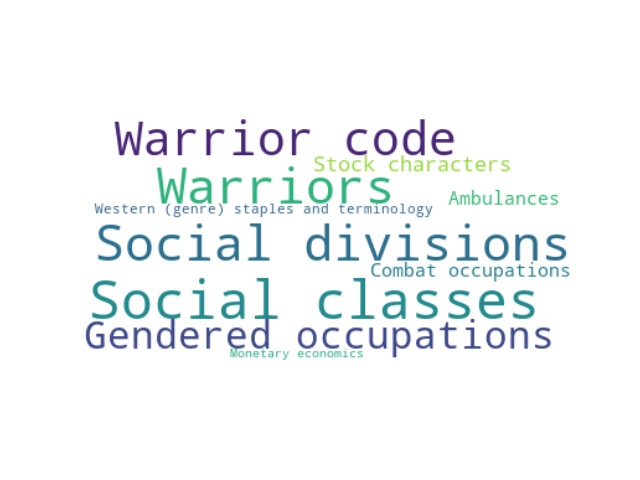 Warrior code
Stock characters
Warriors
Ambulances
Western (genre) staples and terminology
Social divisions
Combat occupations
Social classes
Gendered occupations
Monetary economics